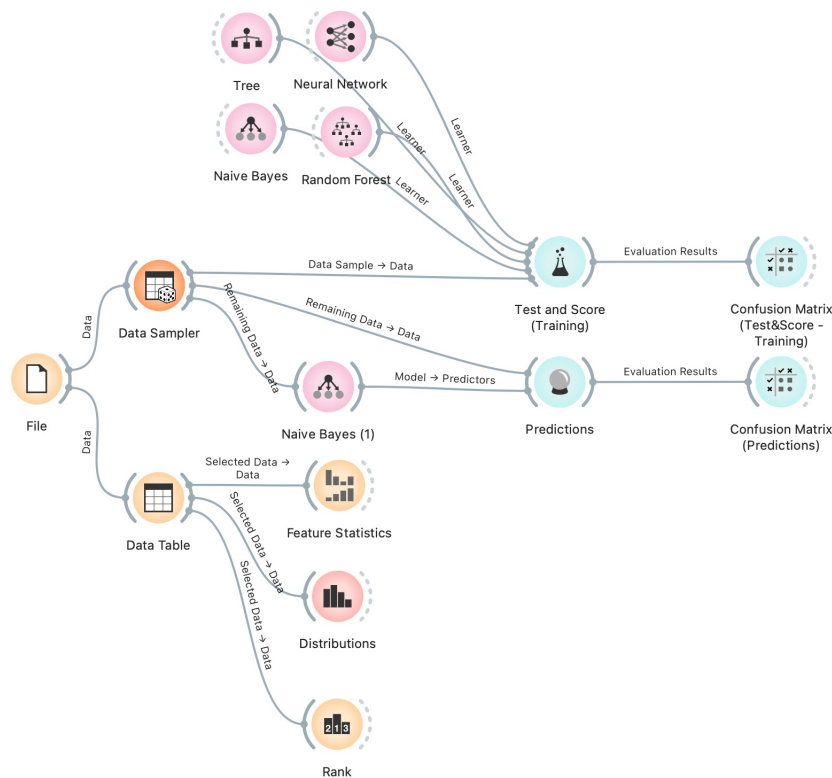 Tree
Neural Network
Naive Bayes
Random Forest
Learner
Learner
Learner
Learner
Data Sample → Data
Evaluation Results
Data
Data Sampler
Remaining Data → Data
Remaining Data → Data
Test and Score
(Training)
Confusion Matrix
(Test&Score -
Training)
File
Naive Bayes (1)
Model → Predictors
Evaluation Results
Predictions
Confusion Matrix
(Predictions)
Data
Data Table
Selected Data →
Data
Selected Data → Data
Selected Data → Data
Feature Statistics
Distributions
2 1 3
Rank